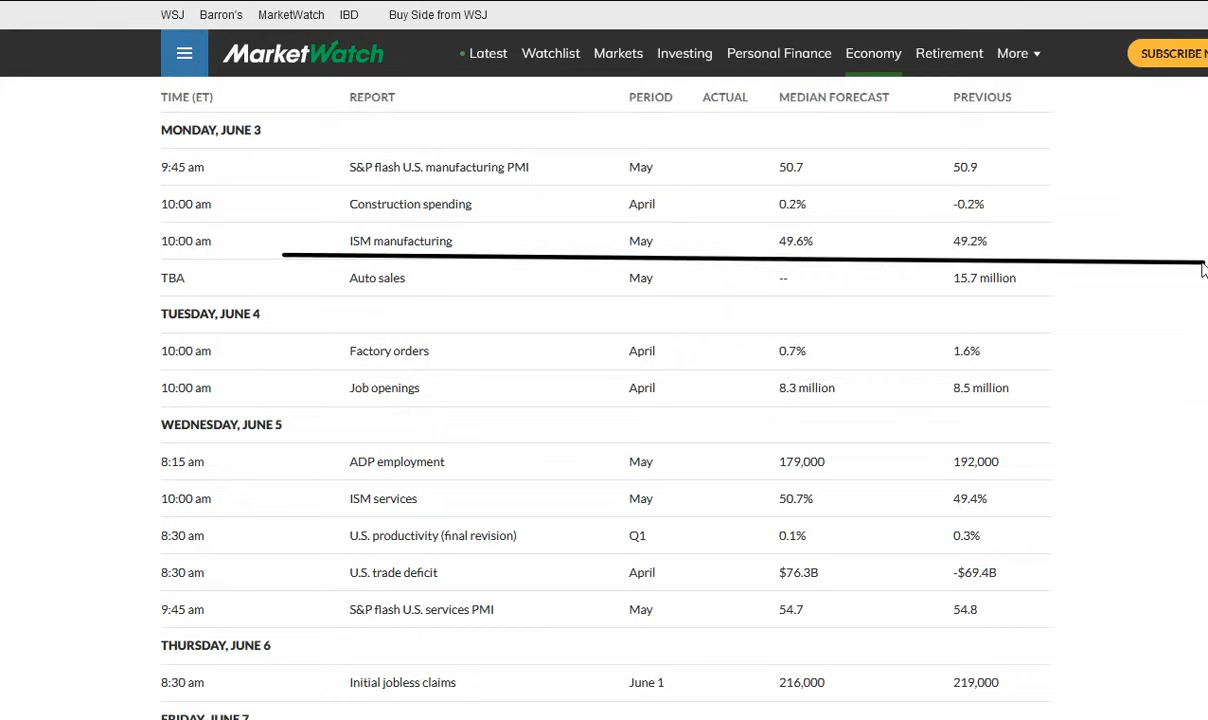 WSJ Barron's MarketWatch IBD Buy Side from WSJ
MarketWatch Latest Watchlist Markets Investing Personal Finance Economy Retirement More SUBSCRIBE
TIME (ET) REPORT PERIOD ACTUAL MEDIAN FORECAST PREVIOUS
MONDAY, JUNE 3
9:45 am S&P flash U.S. manufacturing PMI May 50.7 50.9
10:00 am Construction spending April 0.2% -0.2%
10:00 am ISM manufacturing May 49.6% 49.2%
TBA Auto sales May -- 15.7 million
TUESDAY, JUNE 4
10:00 am Factory orders April 0.7% 1.6%
10:00 am Job openings April 8.3 million 8.5 million
WEDNESDAY, JUNE 5
8:15 am ADP employment May 179,000 192,000
10:00 am ISM services May 50.7% 49.4%
8:30 am U.S. productivity (final revision) Q1 0.1% 0.3%
8:30 am U.S. trade deficit April $76.3B -$69.4B
9:45 am S&P flash U.S. services PMI May 54.7 54.8
THURSDAY, JUNE 6
8:30 am Initial jobless claims June 1 216,000 219,000
FRIDAY, JUNE 7